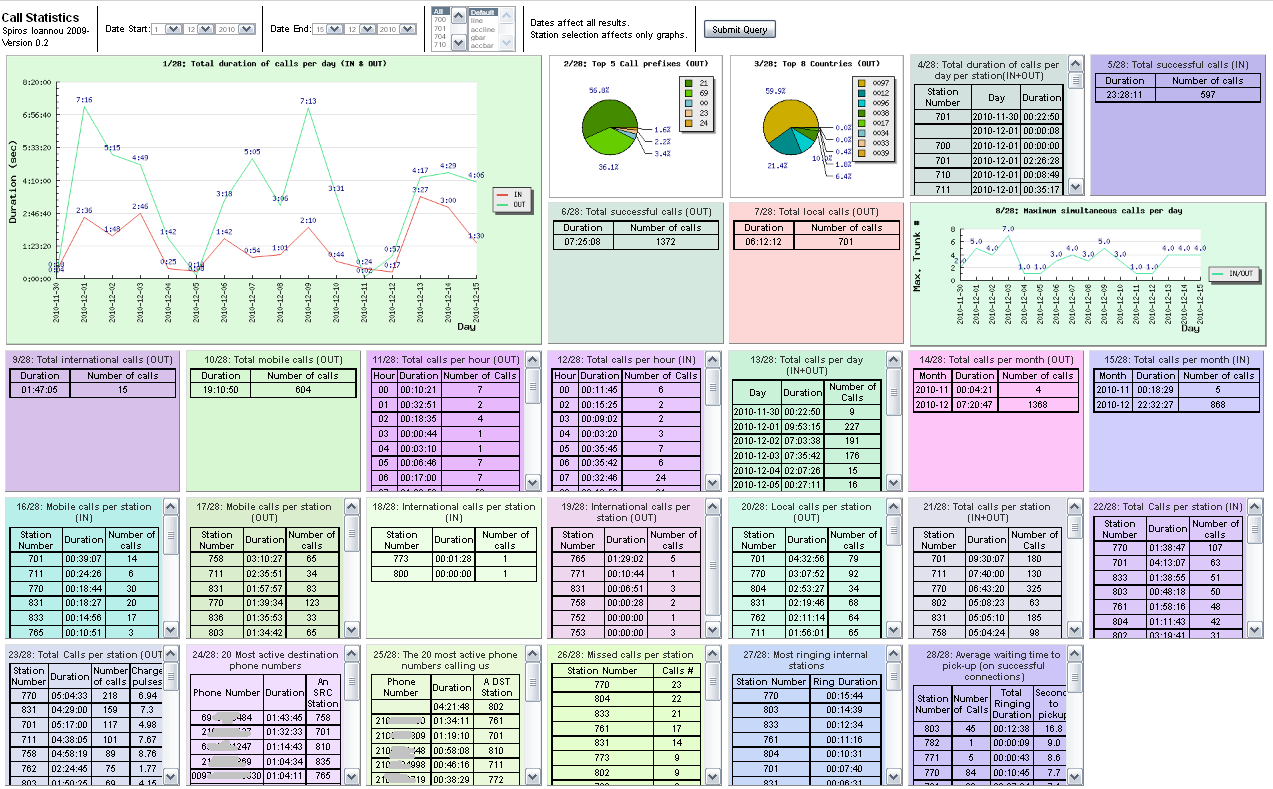 Call Statistics
Spiros Ioannou 2009-
Version 0.2
Date Start: 1 12 2010
Date End: 15 12 2010
All
700
701
704
710
Default
line
accline
gbar
accbar
Dates affect all results.
Station selection affects only graphs.
Submit Query
1/28: Total duration of calls per day (IN & OUT)
Duration (sec)
8:20:00
6:56:40
5:33:20
4:10:00
2:46:40
1:23:20
0:00:00
7:16
5:15
4:49
1:42
3:18
5:05
3:06
7:13
3:31
0:02
0:57
4:17
4:29
4:06
2:36
1:48
2:46
0:25
1:42
0:54
1:01
2:10
0:44
0:24
0:17
3:27
3:00
1:30
IN
OUT
2010-11-30
2010-12-01
2010-12-02
2010-12-03
2010-12-04
2010-12-05
2010-12-06
2010-12-07
2010-12-08
2010-12-09
2010-12-10
2010-12-11
2010-12-12
2010-12-13
2010-12-14
2010-12-15
Day
2/28: Top 5 Call prefixes (OUT)
56.8%
1.6%
2.2%
3.4%
36.1%
21
69
00
23
24
3/28: Top 8 Countries (OUT)
59.9%
0.0%
0.0%
0.4%
1.8%
6.4%
21.4%
0097
0012
0096
0038
0017
0034
0033
0039
4/28: Total duration of calls per
day per station(IN+OUT)
Station Number Day Duration
701 2010-11-30 00:22:50
2010-12-01 00:00:08
700 2010-12-01 00:00:00
701 2010-12-01 02:26:28
710 2010-12-01 00:08:49
711 2010-12-01 00:35:17
5/28: Total successful calls (IN)
Duration Number of calls
23:28:11 597
6/28: Total successful calls (OUT)
Duration Number of calls
07:25:08 1372
7/28: Total local calls (OUT)
Duration Number of calls
06:12:12 701
8/28: Maximum simultaneous calls per day
Max. Trunk #
8
6
4
2
0
5.0
4.0
7.0
1.0
1.0
3.0
4.0
3.0
5.0
4.0
1.0
1.0
4.0
4.0
4.0
IN/OUT
2010-11-30
2010-12-01
2010-12-02
2010-12-03
2010-12-04
2010-12-05
2010-12-06
2010-12-07
2010-12-08
2010-12-09
2010-12-10
2010-12-11
2010-12-12
2010-12-13
2010-12-14
2010-12-15
Day
9/28: Total international calls (OUT)
Duration Number of calls
01:47:05 15
10/28: Total mobile calls (OUT)
Duration Number of calls
19:10:50 604
11/28: Total calls per hour (OUT)
Hour Duration Number of Calls
00 00:10:21 7
01 00:32:51 2
02 00:18:35 4
03 00:00:44 1
04 00:03:10 1
05 00:06:46 7
06 00:17:00 7
12/28: Total calls per hour (IN)
Hour Duration Number of Calls
00 00:11:45 6
02 00:15:25 2
03 00:09:02 2
04 00:03:20 3
05 00:35:45 7
06 00:35:42 6
07 00:32:46 24
13/28: Total calls per day
(IN+OUT)
Day Duration Number of Calls
2010-11-30 00:22:50 9
2010-12-01 09:53:15 227
2010-12-02 07:03:38 191
2010-12-03 07:35:42 176
2010-12-04 02:07:26 15
2010-12-05 00:27:11 16
14/28: Total calls per month (OUT)
Month Duration Number of Calls
2010-11 00:04:21 4
2010-12 07:20:47 1368
15/28: Total calls per month (IN)
Month Duration Number of Calls
2010-11 00:18:29 5
2010-12 22:32:27 868
16/28: Mobile calls per station
(IN)
Station Number Duration Number of calls
701 00:39:07 14
711 00:24:26 6
770 00:18:44 30
831 00:18:27 20
833 00:14:56 17
765 00:10:51 3
17/28: Mobile calls per station
(OUT)
Station Number Duration Number of calls
758 03:10:27 65
711 02:35:51 34
831 01:57:57 83
770 01:39:34 123
836 01:35:53 33
803 01:34:42 65
18/28: International calls per station
(IN)
Station Number Duration Number of calls
773 00:01:28 1
800 00:00:00 1
19/28: International calls per
station (OUT)
Station Number Duration Number of calls
765 01:29:02 5
771 00:10:44 1
831 00:06:51 3
758 00:00:28 2
752 00:00:00 1
753 00:00:00 3
20/28: Local calls per station
(OUT)
Station Number Duration Number of calls
701 04:32:56 79
770 03:07:52 92
804 02:53:27 34
831 02:19:46 68
762 02:11:14 64
711 01:56:01 65
21/28: Total calls per station
(IN+OUT)
Station Number Duration Number of Calls
701 09:30:07 180
711 07:40:00 130
770 06:43:20 325
802 05:08:23 63
831 05:05:10 185
758 05:04:24 98
22/28: Total Calls per station (IN)
Station Number Duration Number of calls
770 01:38:47 107
701 04:13:07 63
833 01:38:55 51
803 00:48:18 50
761 01:58:16 48
804 01:11:43 42
802 03:19:41 31
23/28: Total Calls per station (OUT
Station Number Duration Number of calls Charge pulses
770 05:04:33 218 6.94
831 04:29:00 159 7.3
701 05:17:00 117 4.98
711 04:38:05 101 7.67
758 04:58:19 89 8.76
762 02:24:45 75 1.77
803 01:50:25 69 4.15
24/28: 20 Most active destination
phone numbers
Phone Number Duration An SRC Station
69 484 01:43:45 758
01:32:33 701
247 01:14:43 810
269 01:04:34 835
0097 530 01:04:11 765
25/28: The 20 most active phone
numbers calling us
Phone Number Duration A DST Station
04:21:48 802
210 0 01:34:11 761
210 01:19:10 701
210 448 00:58:08 810
210 4998 00:46:16 711
210 719 00:38:29 772
26/28: Missed calls per station
Station Number Calls #
770 23
804 22
833 21
761 17
831 14
773 9
802 9
27/28: Most ringing internal
stations
Station Number Ring Duration
770 00:15:44
803 00:14:39
833 00:12:34
761 00:11:16
804 00:10:31
701 00:07:40
831 00:06:31
28/28: Average waiting time to
pick-up (on successful
connections)
Station Number Number of Calls Total Ringing Duration Second to pickup
803 45 00:12:38 16.8
782 1 00:00:09 9.0
771 5 00:00:43 8.6
770 84 00:10:45 7.7